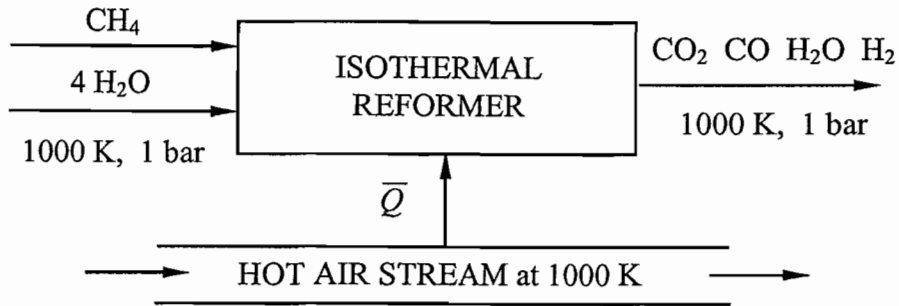 CH₄
4 H₂O
1000 K, 1 bar
ISOTHERMAL
REFORMER
CO₂ CO H₂O H₂
1000 K, 1 bar
Q̅
HOT AIR STREAM at 1000 K